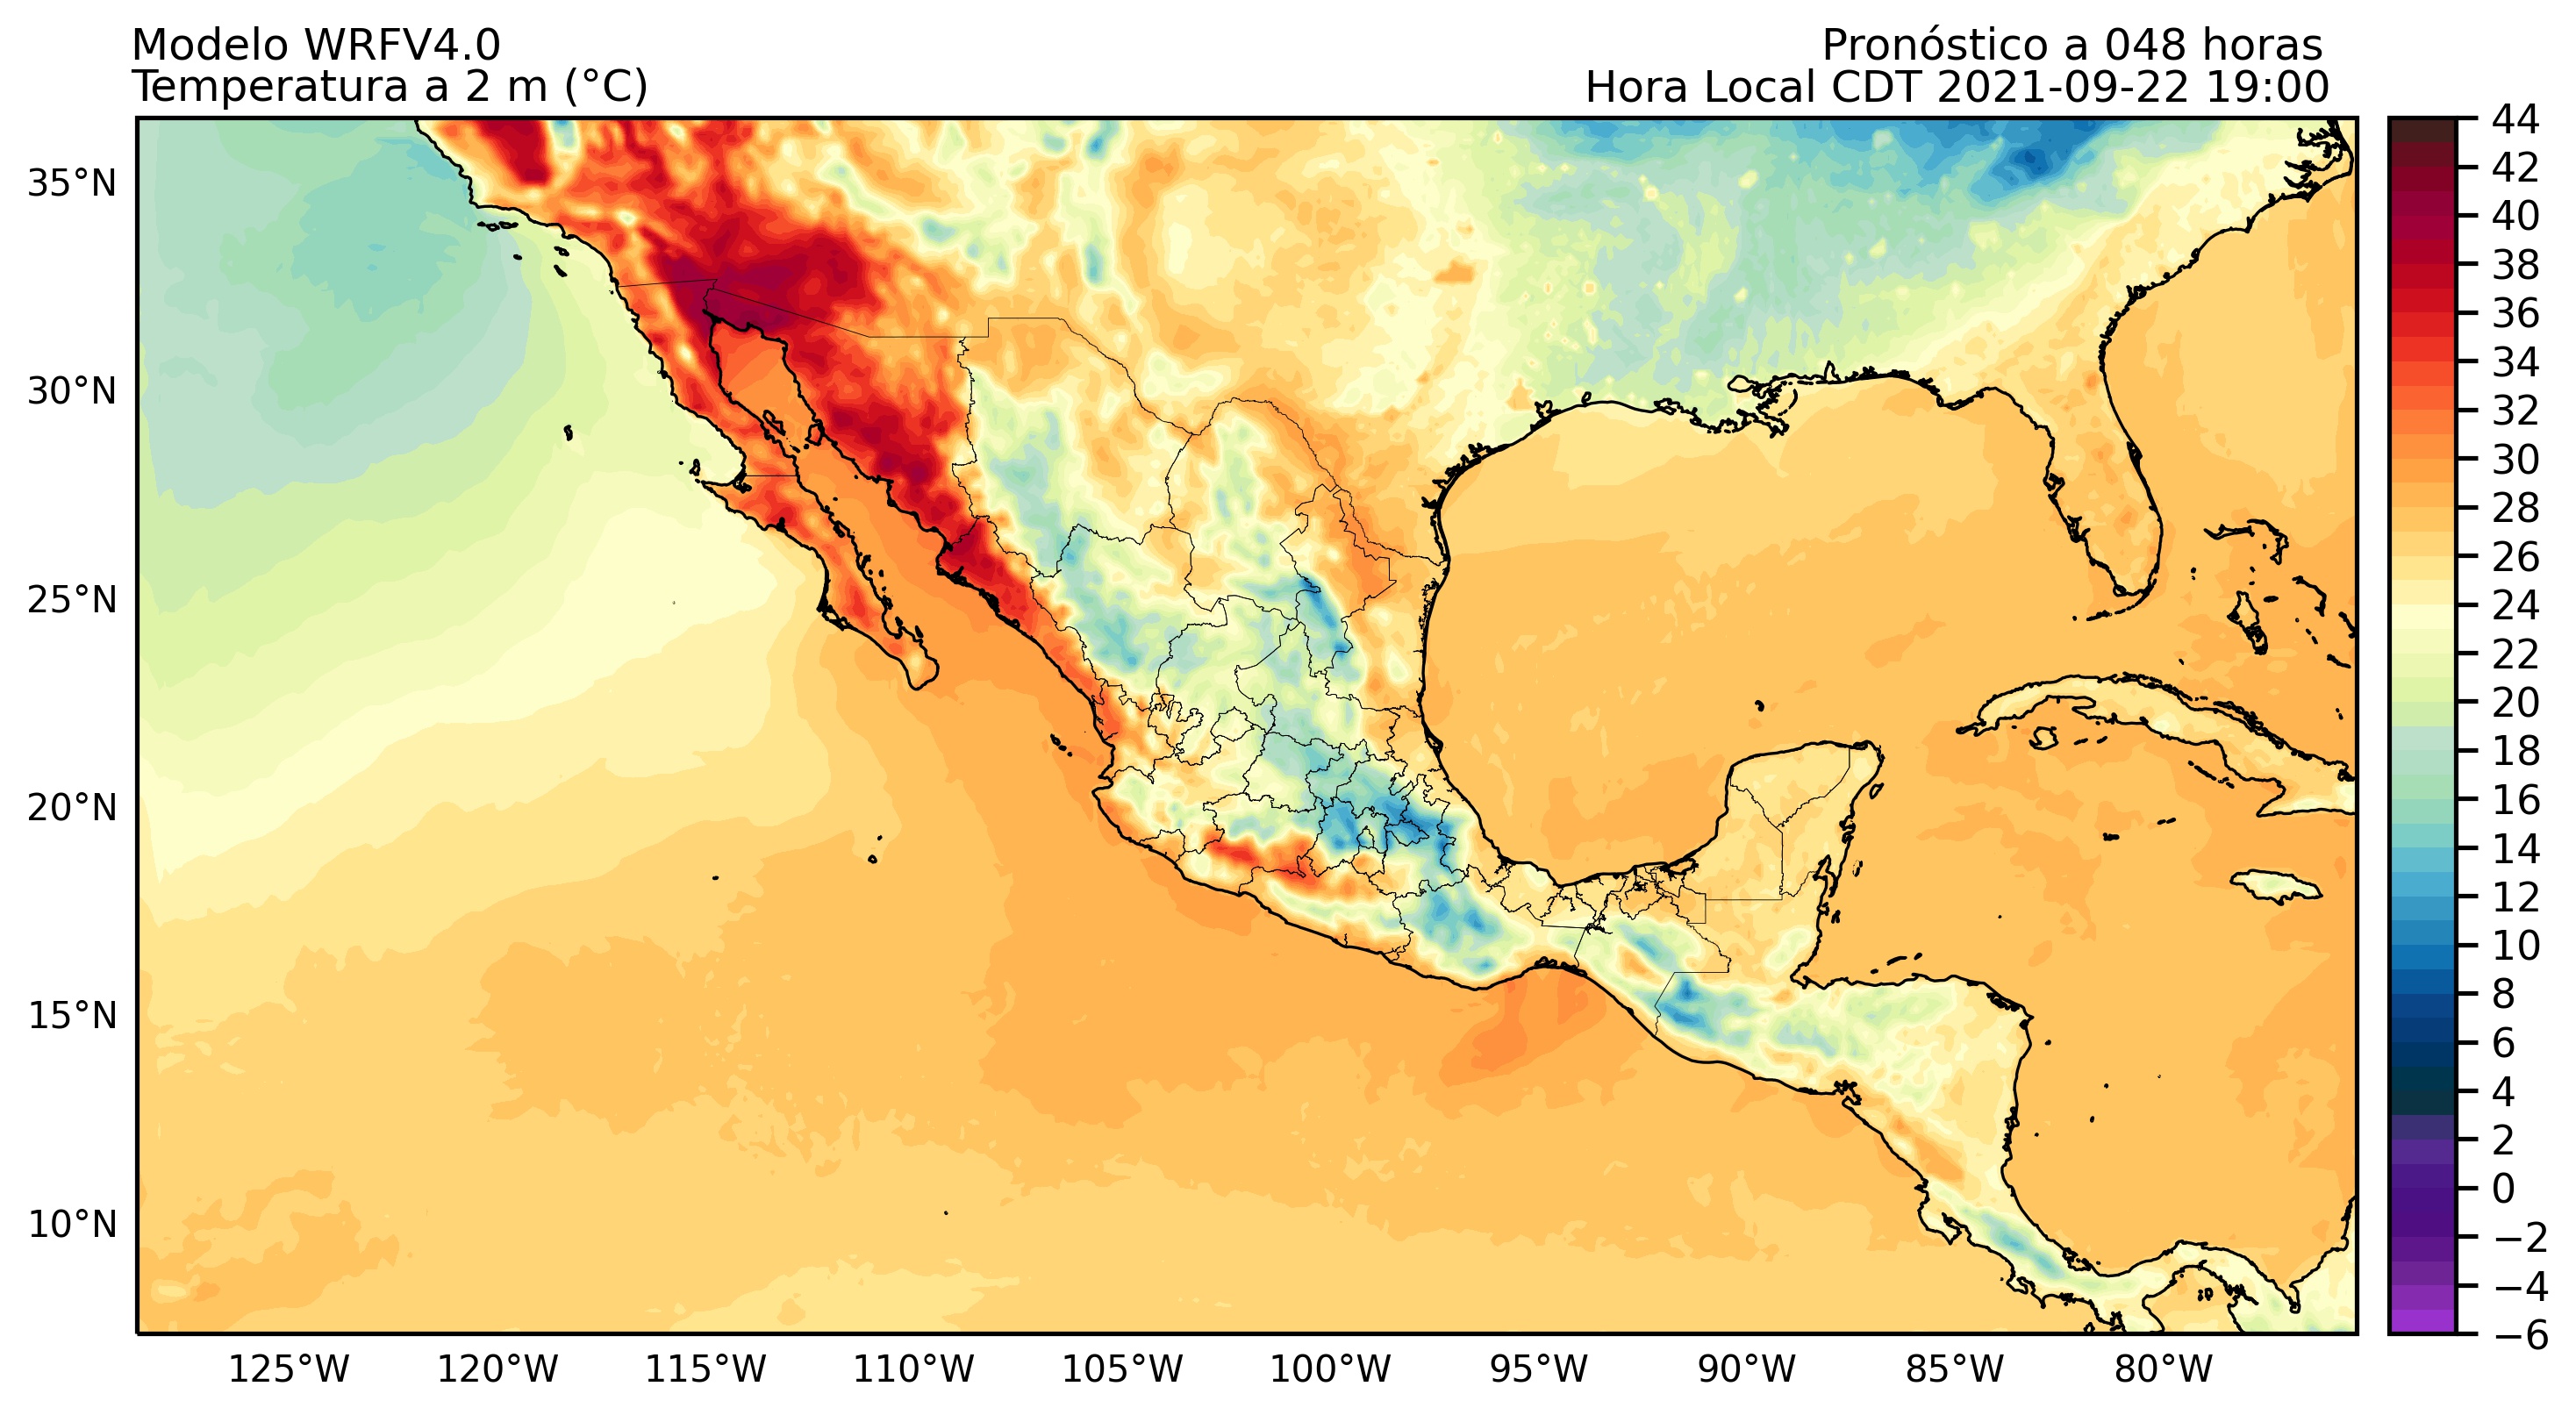 Modelo WRFV4.0
Temperatura a 2 m (°C)
Pronóstico a 048 horas
Hora Local CDT 2021-09-22 19:00
35°N
30°N
25°N
20°N
15°N
10°N
125°W
120°W
115°W
110°W
105°W
100°W
95°W
90°W
85°W
80°W
44
42
40
38
36
34
32
30
28
26
24
22
20
18
16
14
12
10
8
6
4
2
0
−2
−4
−6